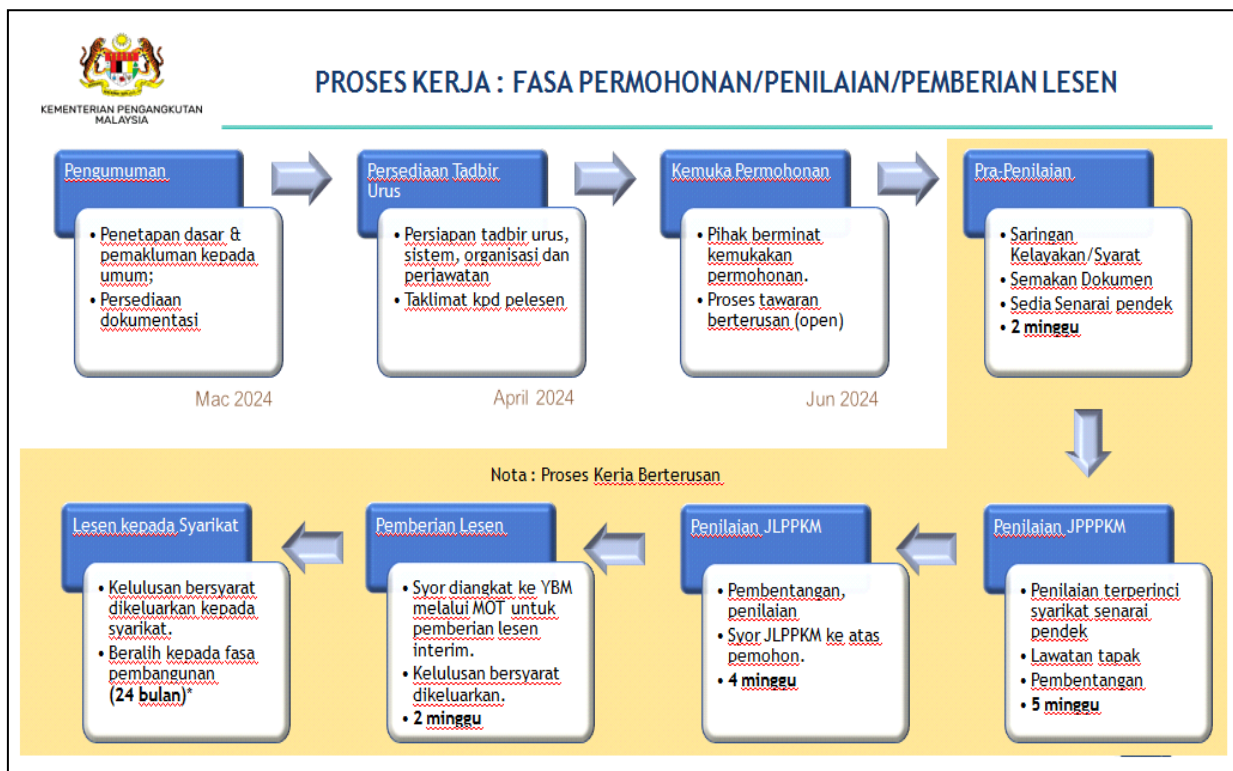 KEMENTERIAN PENGANGKUTAN
MALAYSIA
PROSES KERJA : FASA PERMOHONAN/PENILAIAN/PEMBERIAN LESEN
Pengumuman
• Penetapan dasar &
pemakluman kepada
umum;
• Persediaan
dokumentasi
Mac 2024
Persediaan Tadbir
Urus
• Persiapan tadbir urus,
sistem, organisasi dan
perjawatan
• Taklimat kpd pelesen
April 2024
Kemuka Permohonan
• Pihak berminat
kemukakan
permohonan.
• Proses tawaran
berterusan (open)
Jun 2024
Pra-Penilaian
• Saringan
Kelayakan/Syarat
• Semakan Dokumen
• Sedia Senarai pendek
• 2 minggu
Nota : Proses Kerja Berterusan
Penilaian JPPPKM
• Penilaian terperinci
syarikat senarai
pendek
• Lawatan tapak
• Pembentangan
• 5 minggu
Penilaian JLPPKM
• Pembentangan,
penilaian
• Syor JLPPKM ke atas
pemohon.
• 4 minggu
Pemberian Lesen
• Syor diangkat ke YBM
melalui MOT untuk
pemberian lesen
interim.
• Kelulusan bersyarat
dikeluarkan.
• 2 minggu
Lesen kepada Syarikat
• Kelulusan bersyarat
dikeluarkan kepada
syarikat.
• Beralih kepada fasa
pembangunan
(24 bulan)*